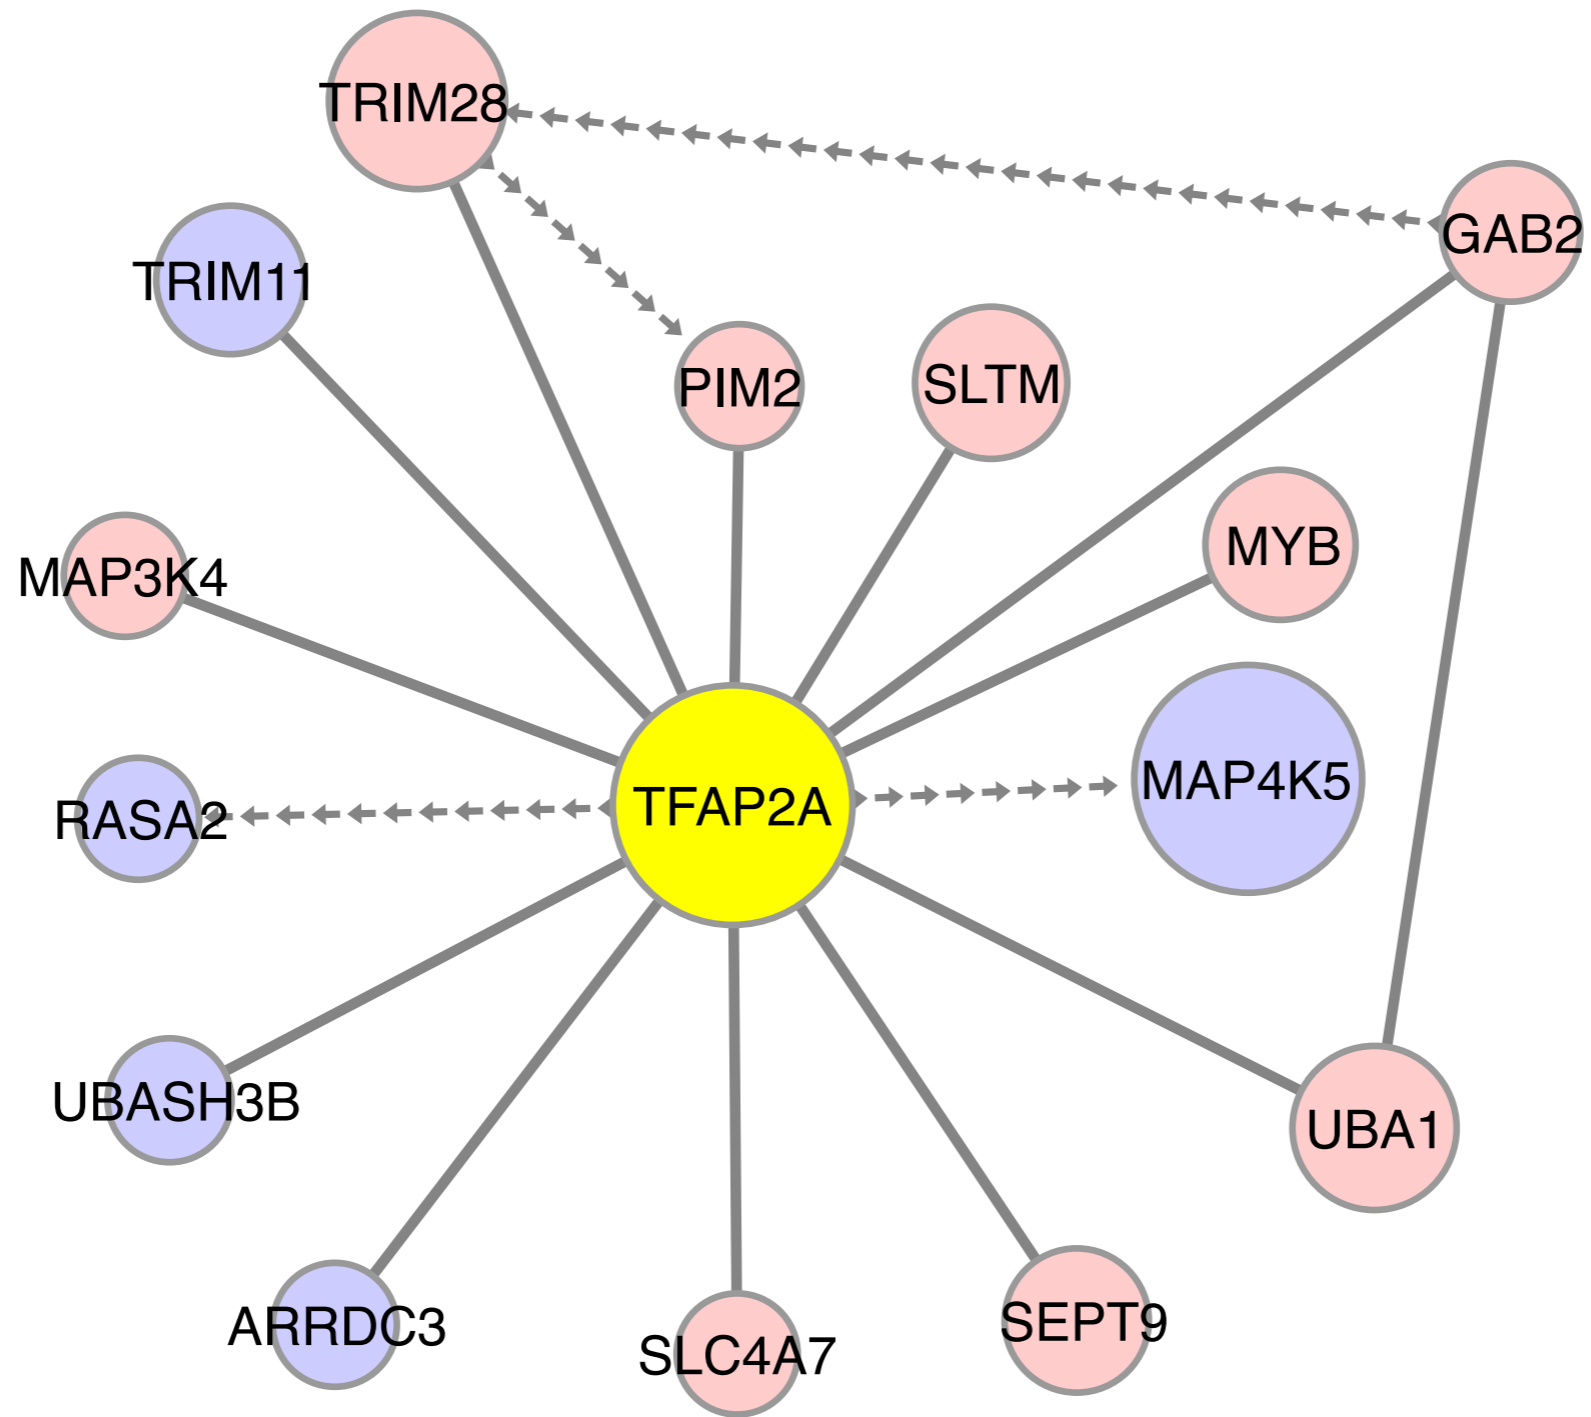 TRIM28
GAB2
TRIM11
PIM2
SLTM
MYB
MAP3K4
MAP4K5
TFAP2A
RASA2
UBASH3B
UBA1
ARRDC3
SLC4A7
SEPT9